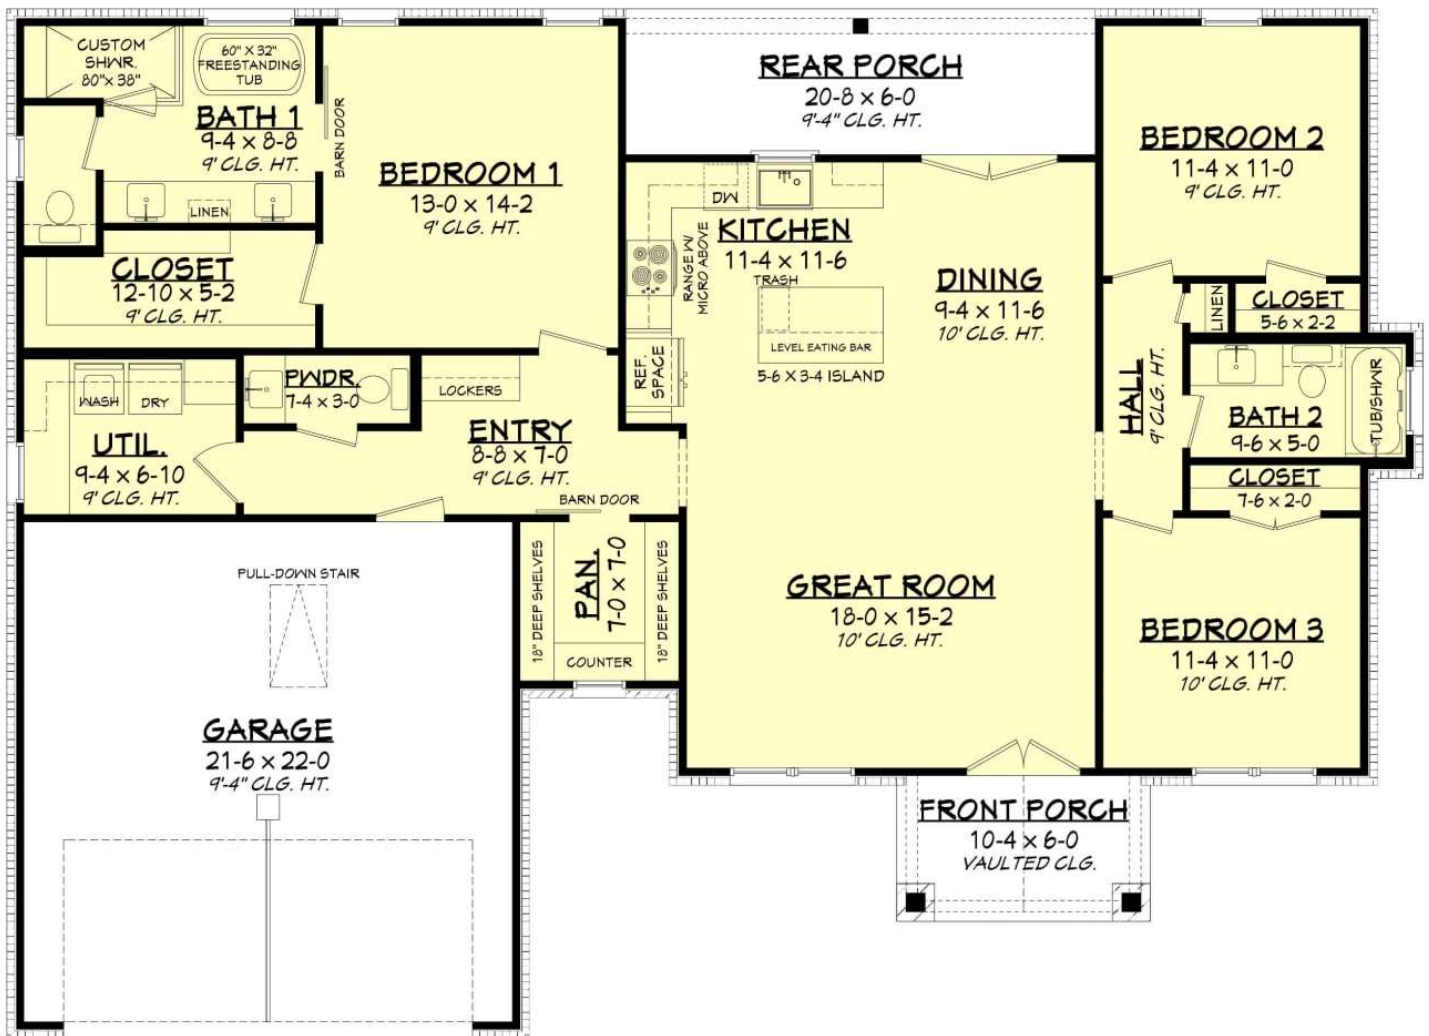 CUSTOM
SHWR.
80"x 38"
60" X 32"
FREESTANDING
TUB
BATH 1
9-4 x 8-8
9' CLG. HT.
BARN DOOR
LINEN
BEDROOM 1
13-0 x 14-2
9' CLG. HT.
REAR PORCH
20-8 x 6-0
9'-4" CLG. HT.
BEDROOM 2
11-4 x 11-0
9' CLG. HT.
CLOSET
12-10 x 5-2
9' CLG. HT.
DW
KITCHEN
11-4 x 11-6
RANGE W/
MICRO ABOVE
TRASH
LEVEL EATING BAR
5-6 X 3-4 ISLAND
REF.
SPACE
DINING
9-4 x 11-6
10' CLG. HT.
LINEN
CLOSET
5-6 x 2-2
HALL
9' CLG. HT.
BATH 2
9-6 x 5-0
TUB/SHWR
CLOSET
7-6 x 2-0
WASH
DRY
UTIL.
9-4 x 6-10
9' CLG. HT.
PWDR.
7-4 x 3-0
LOCKERS
ENTRY
8-8 x 7-0
9' CLG. HT.
BARN DOOR
18" DEEP SHELVES
PAN.
7-0 x 7-0
18" DEEP SHELVES
COUNTER
GREAT ROOM
18-0 x 15-2
10' CLG. HT.
BEDROOM 3
11-4 x 11-0
10' CLG. HT.
PULL-DOWN STAIR
GARAGE
21-6 x 22-0
9'-4" CLG. HT.
FRONT PORCH
10-4 x 6-0
VAULTED CLG.